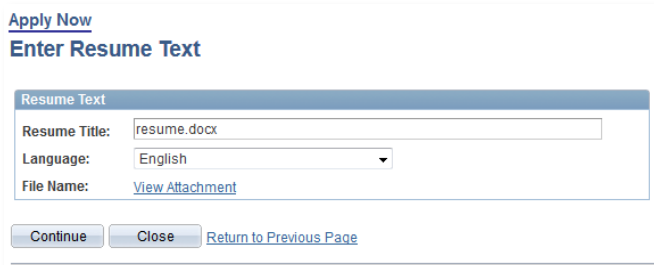 Apply Now
Enter Resume Text
Resume Text
Resume Title: resume.docx
Language: English
File Name: View Attachment
Continue Close Return to Previous Page